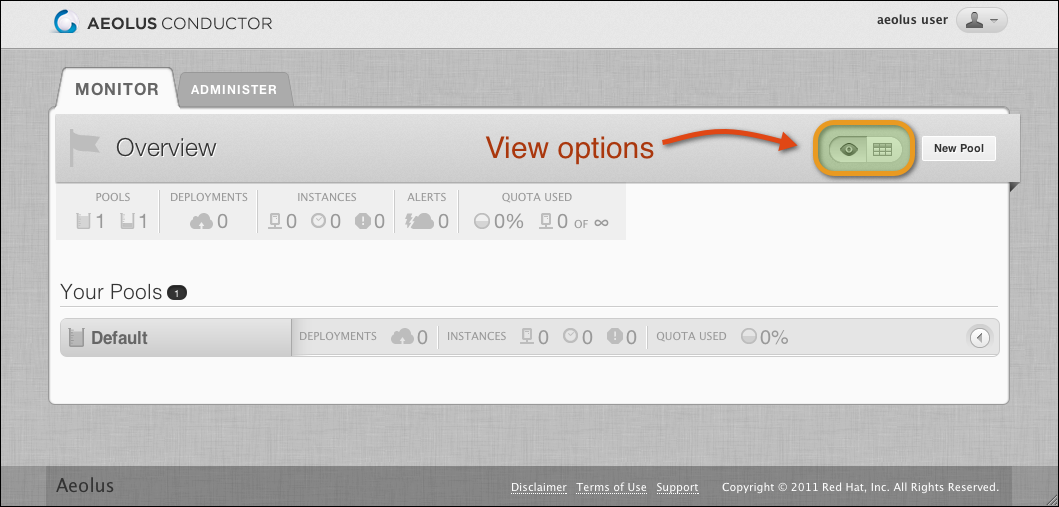 AEOLUS CONDUCTOR
aeolus user
MONITOR
ADMINISTER
Overview
View options
New Pool
POOLS DEPLOYMENTS INSTANCES ALERTS QUOTA USED
1 1 0 0 0 0 0 0% 0 OF ∞
Your Pools 1
Default DEPLOYMENTS 0 INSTANCES 0 0 0 QUOTA USED 0%
Aeolus
Disclaimer Terms of Use Support Copyright © 2011 Red Hat, Inc. All Rights Reserved.